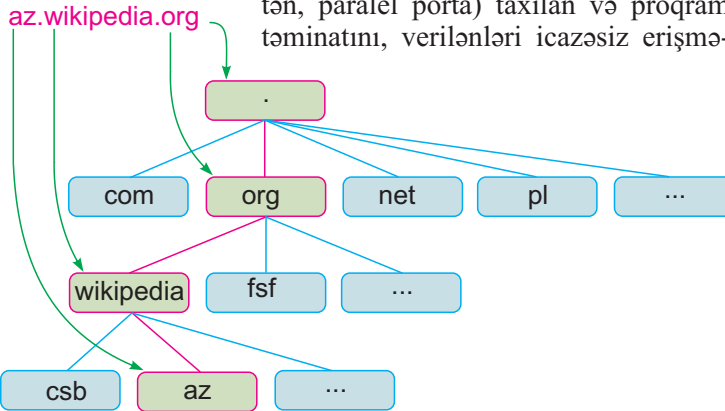 az.wikipedia.org
tən, paralel porta) taxılan və proqram
təminatını, verilənləri icazəsiz erişmə-
.
com org net pl ...
wikipedia fsf ...
csb az ...